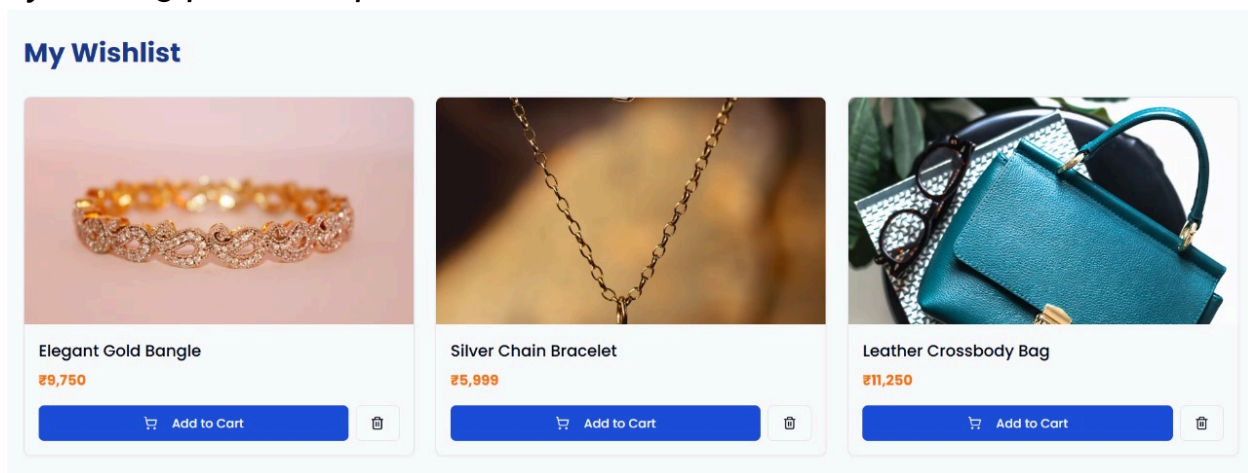 My Wishlist
Elegant Gold Bangle
₹9,750
Add to Cart
Silver Chain Bracelet
₹5,999
Add to Cart
Leather Crossbody Bag
₹11,250
Add to Cart